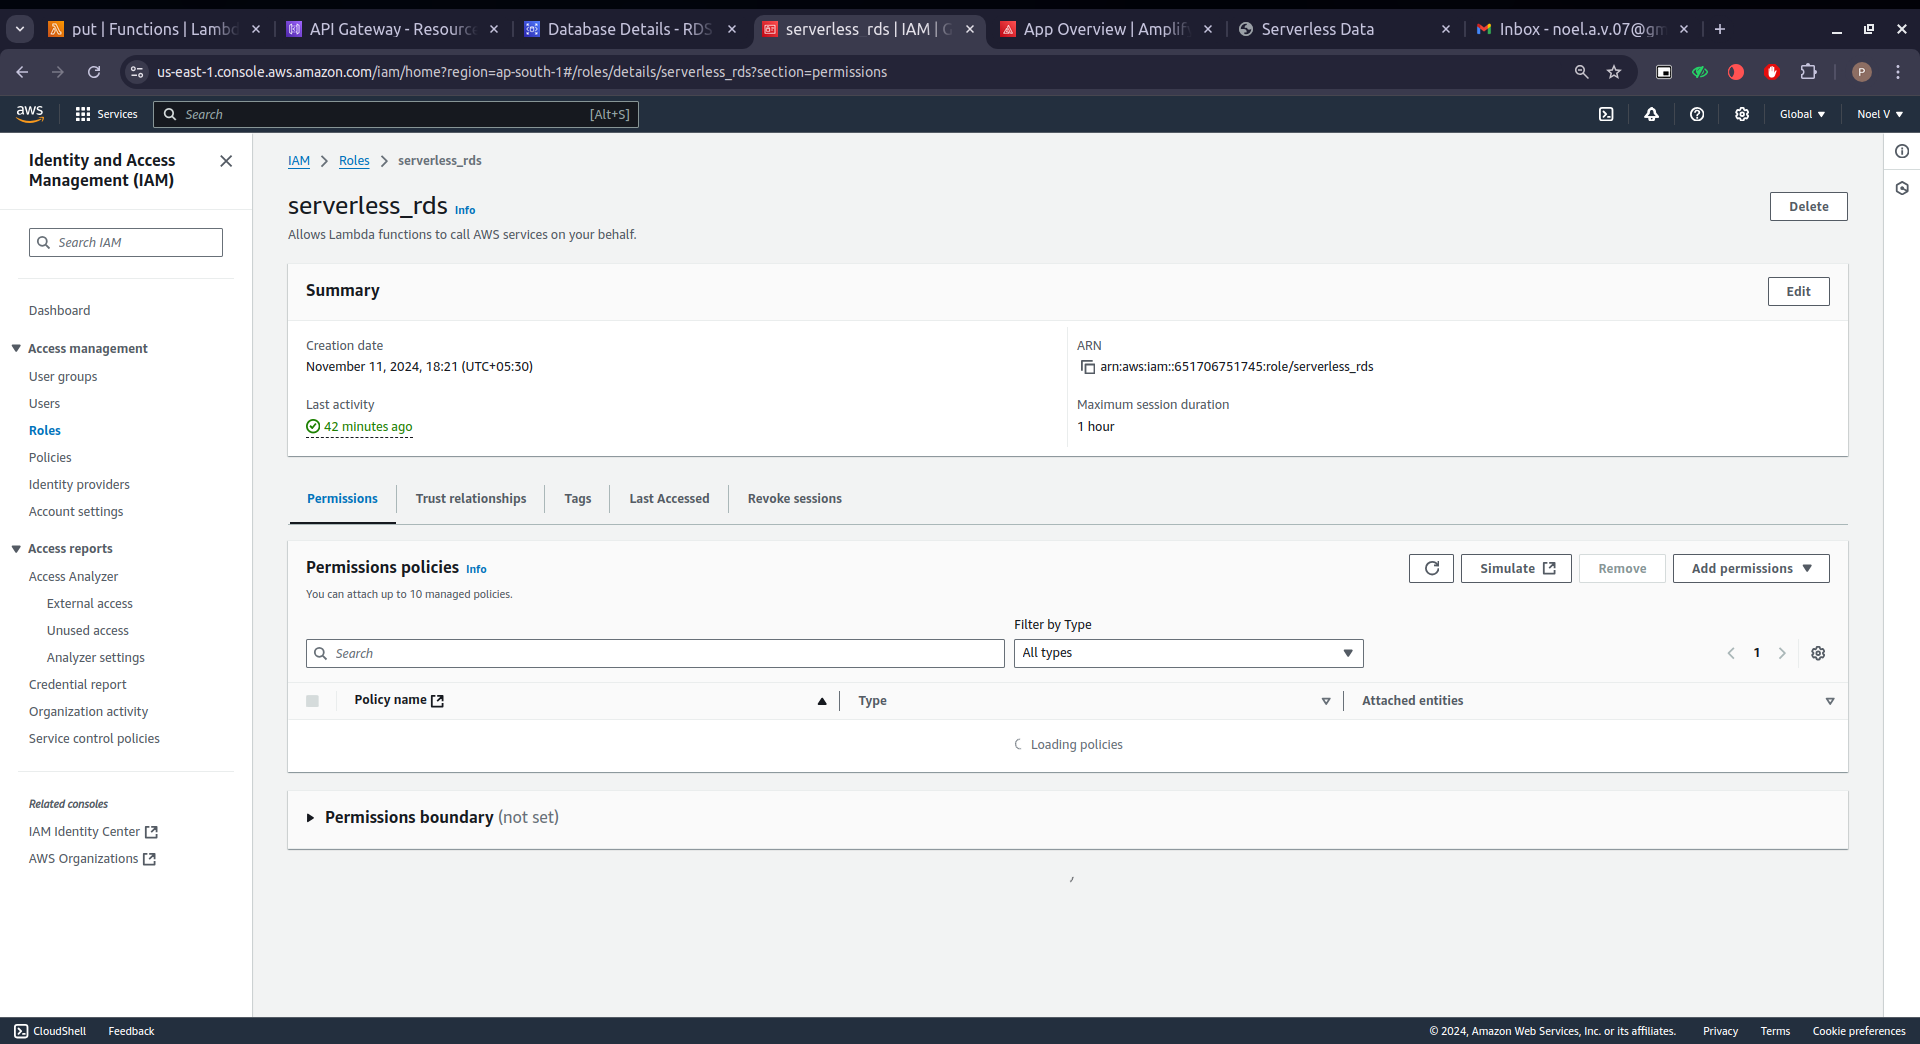 put | Functions | Lambd
API Gateway - Resourc
Database Details - RDS
serverless_rds | IAM | G
App Overview | Amplify
Serverless Data
Inbox - noel.a.v.07@gm
us-east-1.console.aws.amazon.com/iam/home?region=ap-south-1#/roles/details/serverless_rds?section=permissions
P
aws
Services
Search
[Alt+S]
Global
Noel V
Identity and Access
Management (IAM)
Search IAM
Dashboard
Access management
User groups
Users
Roles
Policies
Identity providers
Account settings
Access reports
Access Analyzer
External access
Unused access
Analyzer settings
Credential report
Organization activity
Service control policies
Related consoles
IAM Identity Center
AWS Organizations
IAM
Roles
serverless_rds
serverless_rds Info
Delete
Allows Lambda functions to call AWS services on your behalf.
Summary
Edit
Creation date
November 11, 2024, 18:21 (UTC+05:30)
Last activity
42 minutes ago
ARN
arn:aws:iam::651706751745:role/serverless_rds
Maximum session duration
1 hour
Permissions
Trust relationships
Tags
Last Accessed
Revoke sessions
Permissions policies Info
Simulate
Remove
Add permissions
You can attach up to 10 managed policies.
Filter by Type
Search
All types
1
Policy name
Type
Attached entities
Loading policies
Permissions boundary (not set)
CloudShell
Feedback
© 2024, Amazon Web Services, Inc. or its affiliates.
Privacy
Terms
Cookie preferences